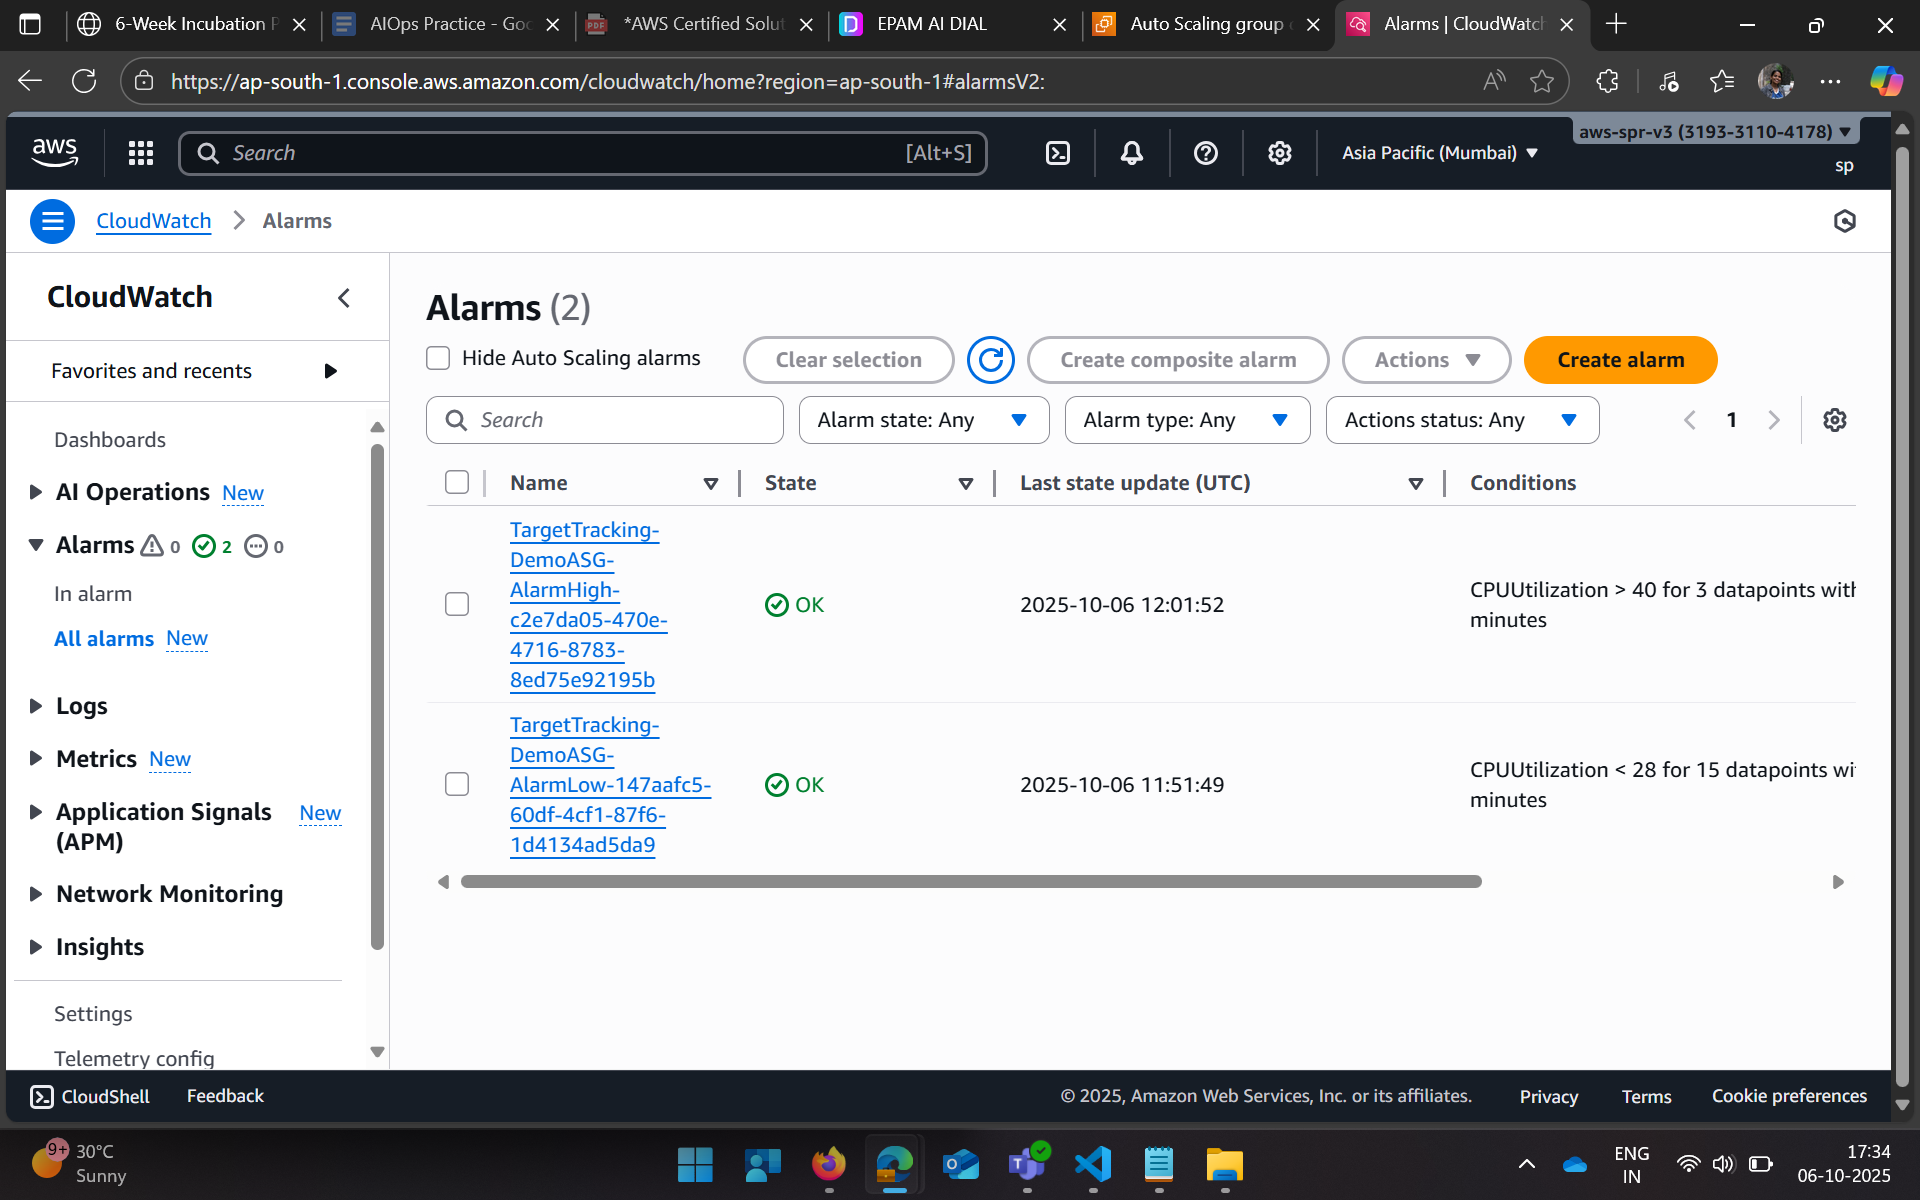 6-Week Incubation P
AIOps Practice - Goo
*AWS Certified Solut
EPAM AI DIAL
Auto Scaling group
Alarms | CloudWatch
https://ap-south-1.console.aws.amazon.com/cloudwatch/home?region=ap-south-1#alarmsV2:
aws
Search
[Alt+S]
Asia Pacific (Mumbai)
aws-spr-v3 (3193-3110-4178)
sp
CloudWatch
Alarms
CloudWatch
Favorites and recents
Dashboards
AI Operations New
Alarms 0 2 0
In alarm
All alarms New
Logs
Metrics New
Application Signals New
(APM)
Network Monitoring
Insights
Settings
Telemetry config
Alarms (2)
Hide Auto Scaling alarms
Clear selection
Create composite alarm
Actions
Create alarm
Search
Alarm state: Any
Alarm type: Any
Actions status: Any
1
Name
State
Last state update (UTC)
Conditions
TargetTracking-
DemoASG-
AlarmHigh-
c2e7da05-470e-
4716-8783-
8ed75e92195b
OK
2025-10-06 12:01:52
CPUUtilization > 40 for 3 datapoints with
minutes
TargetTracking-
DemoASG-
AlarmLow-147aafc5-
60df-4cf1-87f6-
1d4134ad5da9
OK
2025-10-06 11:51:49
CPUUtilization < 28 for 15 datapoints wi
minutes
CloudShell
Feedback
© 2025, Amazon Web Services, Inc. or its affiliates.
Privacy
Terms
Cookie preferences
9+
30°C
Sunny
ENG
IN
17:34
06-10-2025